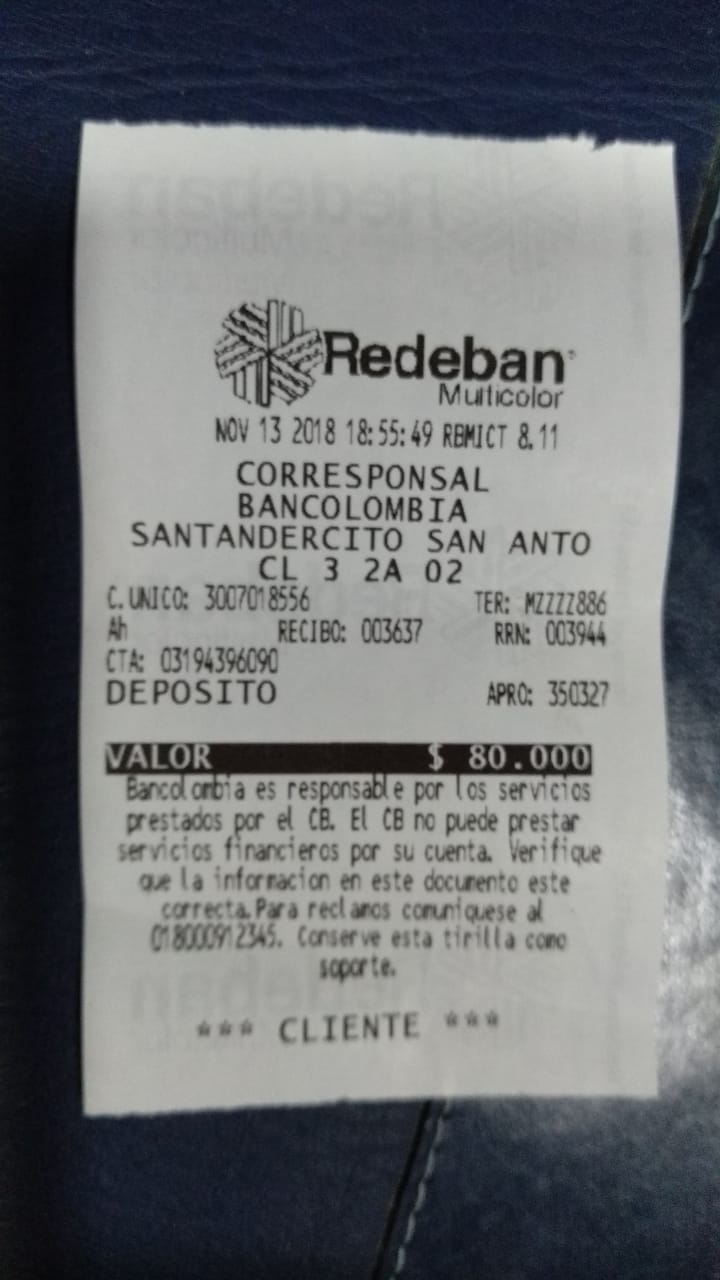 Redeban
Multicolor
NOV 13 2018 18:55:49 RBMICT 8.11
CORRESPONSAL
BANCOLOMBIA
SANTANDERCITO SAN ANTO
CL 3 2A 02
C.UNICO: 3007018556 TER: MZZZZ886
Ah RECIBO: 003637 RRN: 003944
CTA: 03194396090
DEPOSITO APRO: 350327
VALOR $ 80.000
Bancolombia es responsable por los servicios
prestados por el CB. El CB no puede prestar
servicios financieros por su cuenta. Verifique
que la informacion en este documento este
correcta.Para reclamos comuniquese al
018000912345. Conserve esta tirilla como
soporte.
*** CLIENTE ***